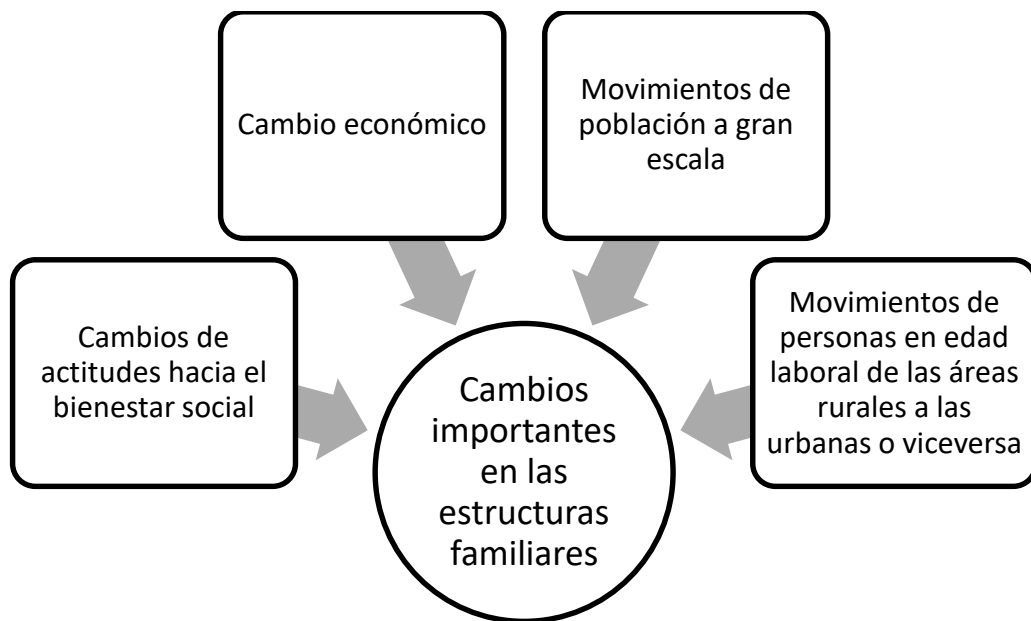 Cambio económico
Movimientos de
población a gran
escala
Cambios de
actitudes hacia el
bienestar social
Movimientos de
personas en edad
laboral de las áreas
rurales a las
urbanas o viceversa
Cambios
importantes
en las
estructuras
familiares